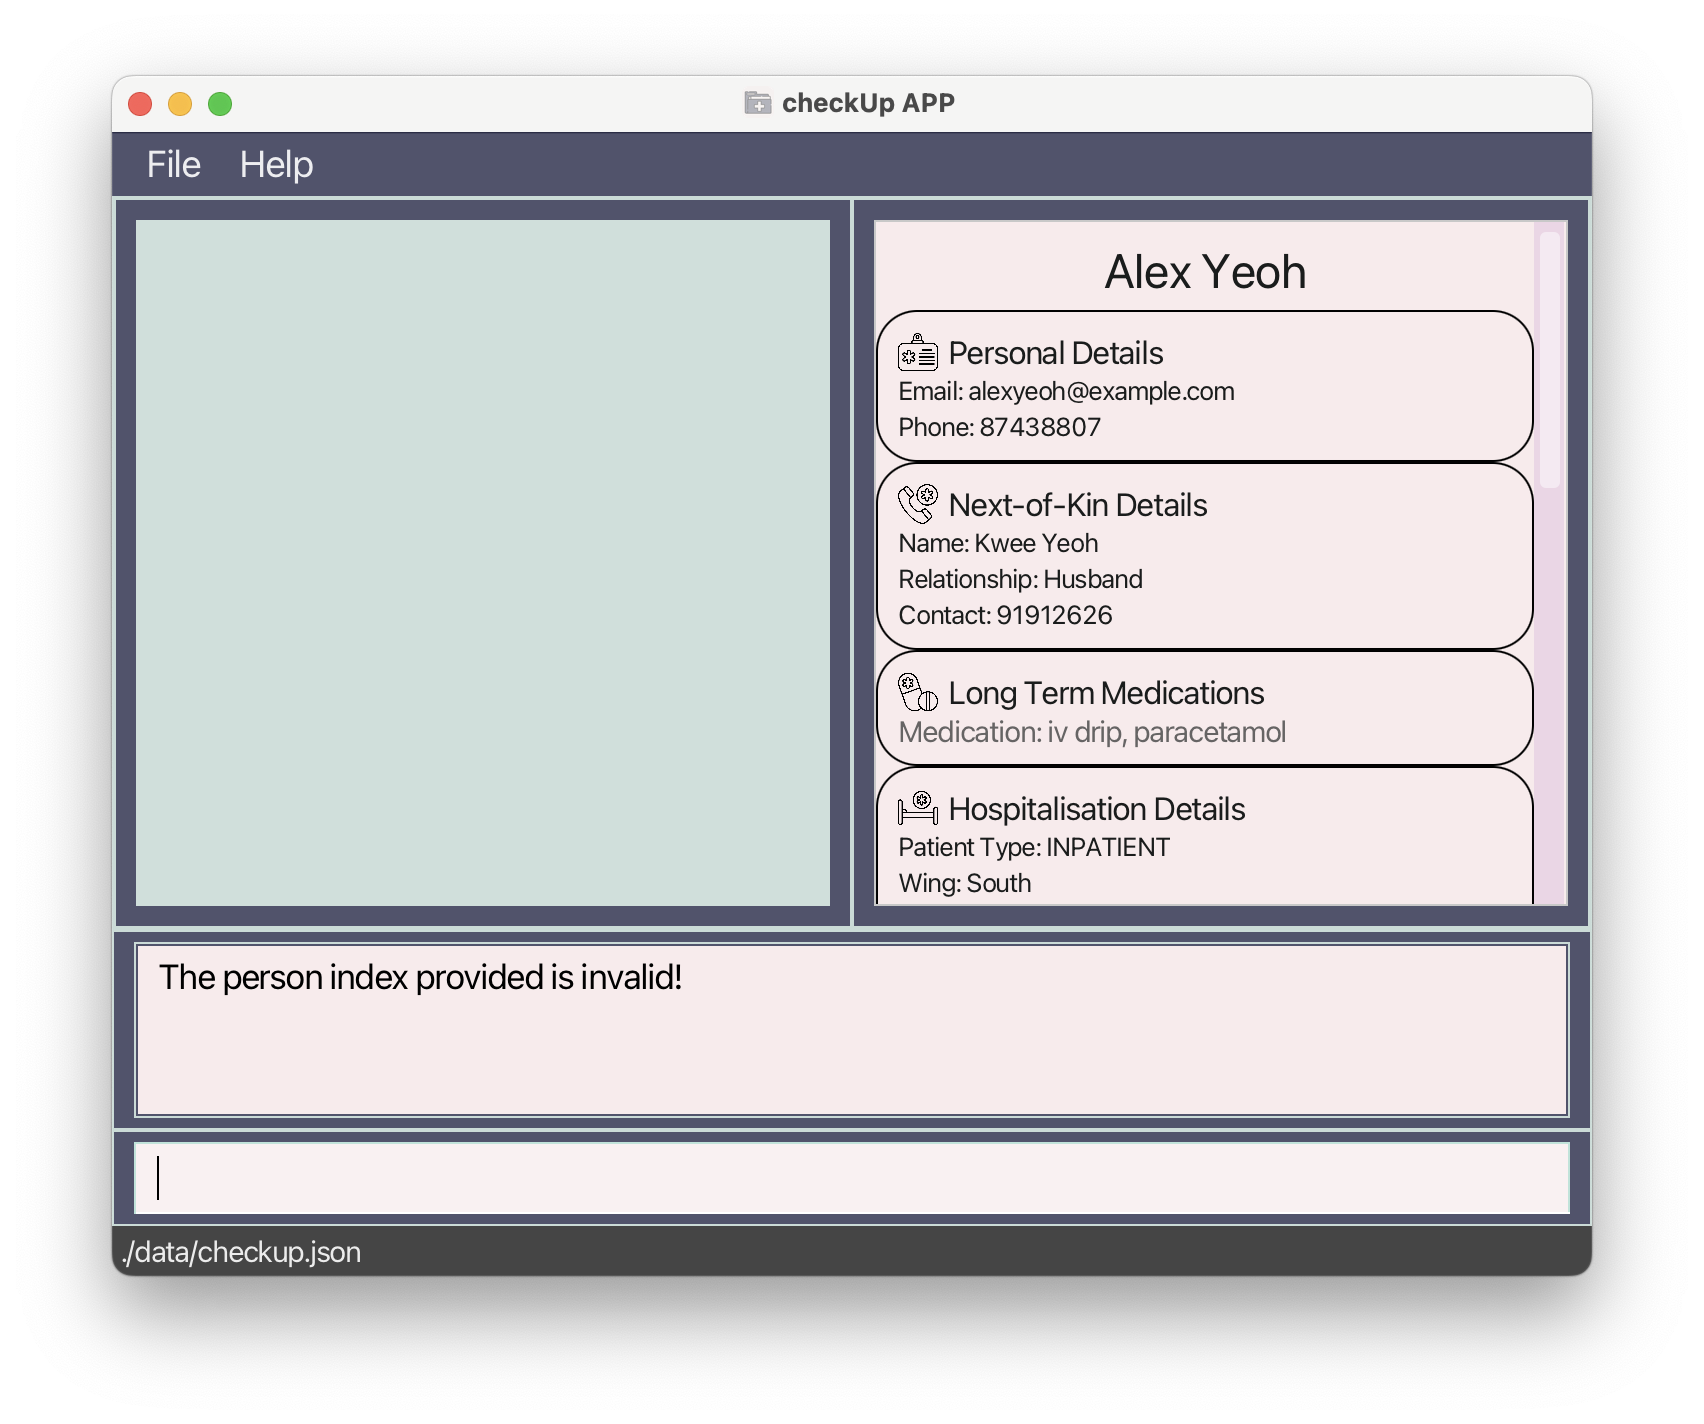 checkUp APP
File Help
Alex Yeoh
Personal Details
Email: alexyeoh@example.com
Phone: 87438807
Next-of-Kin Details
Name: Kwee Yeoh
Relationship: Husband
Contact: 91912626
Long Term Medications
Medication: iv drip, paracetamol
Hospitalisation Details
Patient Type: INPATIENT
Wing: South
The person index provided is invalid!
./data/checkup.json